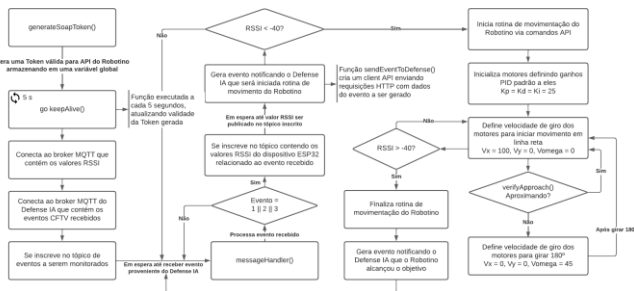 generateSoapToken()
era uma Token válida para API do Robotino
armazenando em uma variável global
5 s
go keepAlive()
Função executada a
cada 5 segundos,
atualizando validade
da Token gerada
Conecta ao broker MQTT que
contém os valores RSSI
Conecta ao broker MQTT do
Defense IA que contém os
eventos CFTV recebidos
Se inscreve no tópico de
eventos a serem monitorados
Em espera até receber evento
proveniente do Defense IA
messageHandler()
Processa evento recebido
Evento =
1 || 2 || 3
Não
Sim
Se inscreve no tópico contendo os
valores RSSI do dispositivo ESP32
relacionado ao evento recebido
Em espera até valor RSSI ser
publicado no tópico inscrito
Gera evento notificando o Defense
IA que será iniciada rotina de
movimento do Robotino
Função sendEventToDefense()
cria um client API enviando
requisições HTTP com dados
do evento a ser gerado
RSSI < -40?
Não
Sim
Inicia rotina de movimentação do
Robotino via comandos API
Inicializa motores definindo ganhos
PID padrão a eles
Kp = Kd = Ki = 25
Define velocidade de giro dos
motores para iniciar movimento em
linha reta
Vx = 100, Vy = 0, Vomega = 0
Não
RSSI > -40?
Sim
Finaliza rotina de
movimentação do Robotino
Gera evento notificando o
Defense IA que o Robotino
alcançou o objetivo
verifyApproach()
Aproximando?
Sim
Não
Após girar 180
Define velocidade de giro dos
motores para girar 180º
Vx = 0, Vy = 0, Vomega = 45